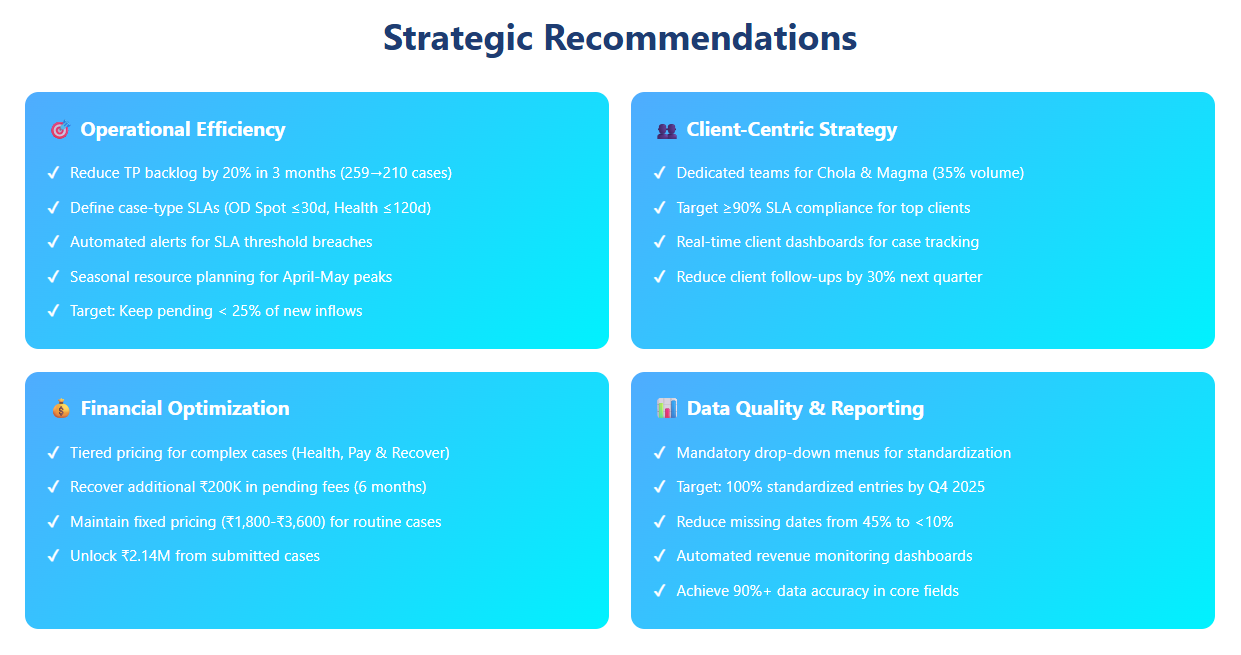 Strategic Recommendations
🎯 Operational Efficiency
✓ Reduce TP backlog by 20% in 3 months (259→210 cases)
✓ Define case-type SLAs (OD Spot ≤30d, Health ≤120d)
✓ Automated alerts for SLA threshold breaches
✓ Seasonal resource planning for April-May peaks
✓ Target: Keep pending < 25% of new inflows
👥 Client-Centric Strategy
✓ Dedicated teams for Chola & Magma (35% volume)
✓ Target ≥90% SLA compliance for top clients
✓ Real-time client dashboards for case tracking
✓ Reduce client follow-ups by 30% next quarter
💰 Financial Optimization
✓ Tiered pricing for complex cases (Health, Pay & Recover)
✓ Recover additional ₹200K in pending fees (6 months)
✓ Maintain fixed pricing (₹1,800-₹3,600) for routine cases
✓ Unlock ₹2.14M from submitted cases
📊 Data Quality & Reporting
✓ Mandatory drop-down menus for standardization
✓ Target: 100% standardized entries by Q4 2025
✓ Reduce missing dates from 45% to <10%
✓ Automated revenue monitoring dashboards
✓ Achieve 90%+ data accuracy in core fields